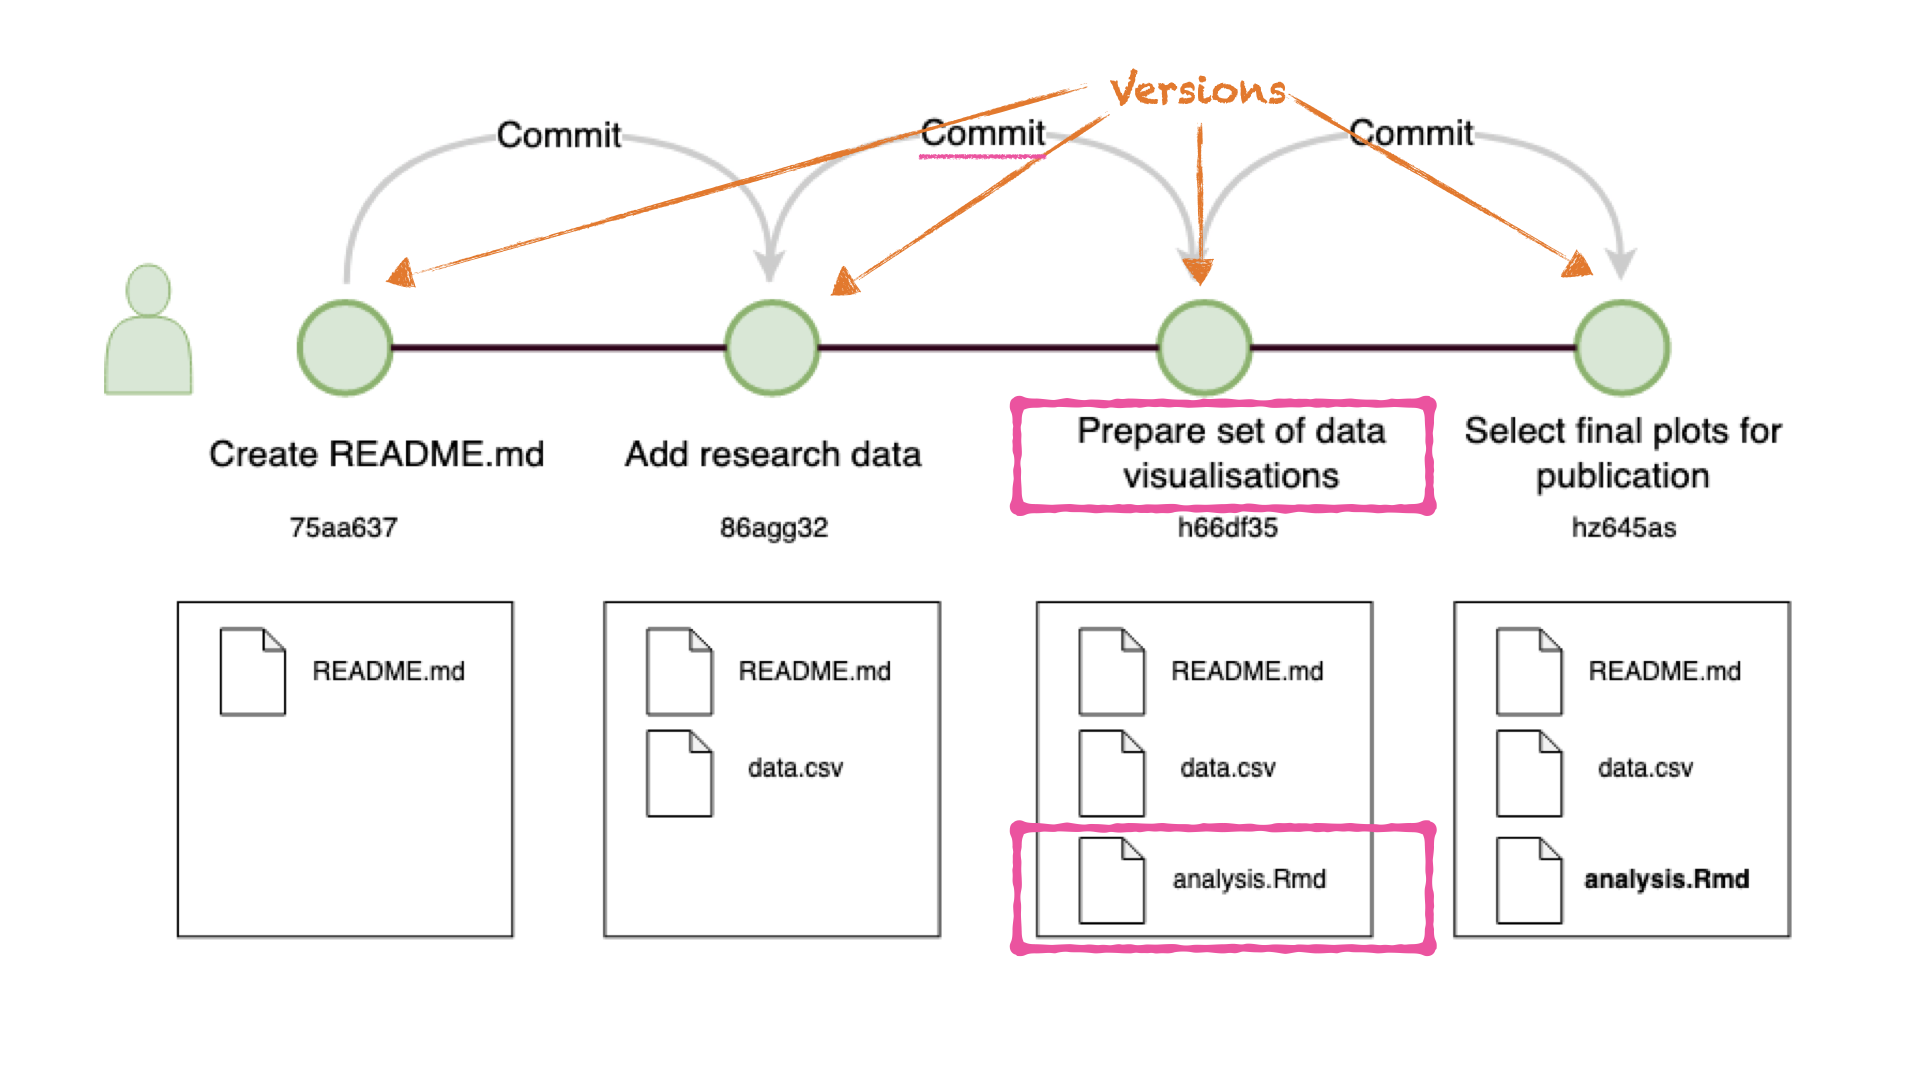 Versions
Commit
Commit
Commit
Create README.md
Add research data
Prepare set of data
visualisations
Select final plots for
publication
75aa637
86agg32
h66df35
hz645as
README.md
README.md
data.csv
README.md
data.csv
analysis.Rmd
README.md
data.csv
analysis.Rmd